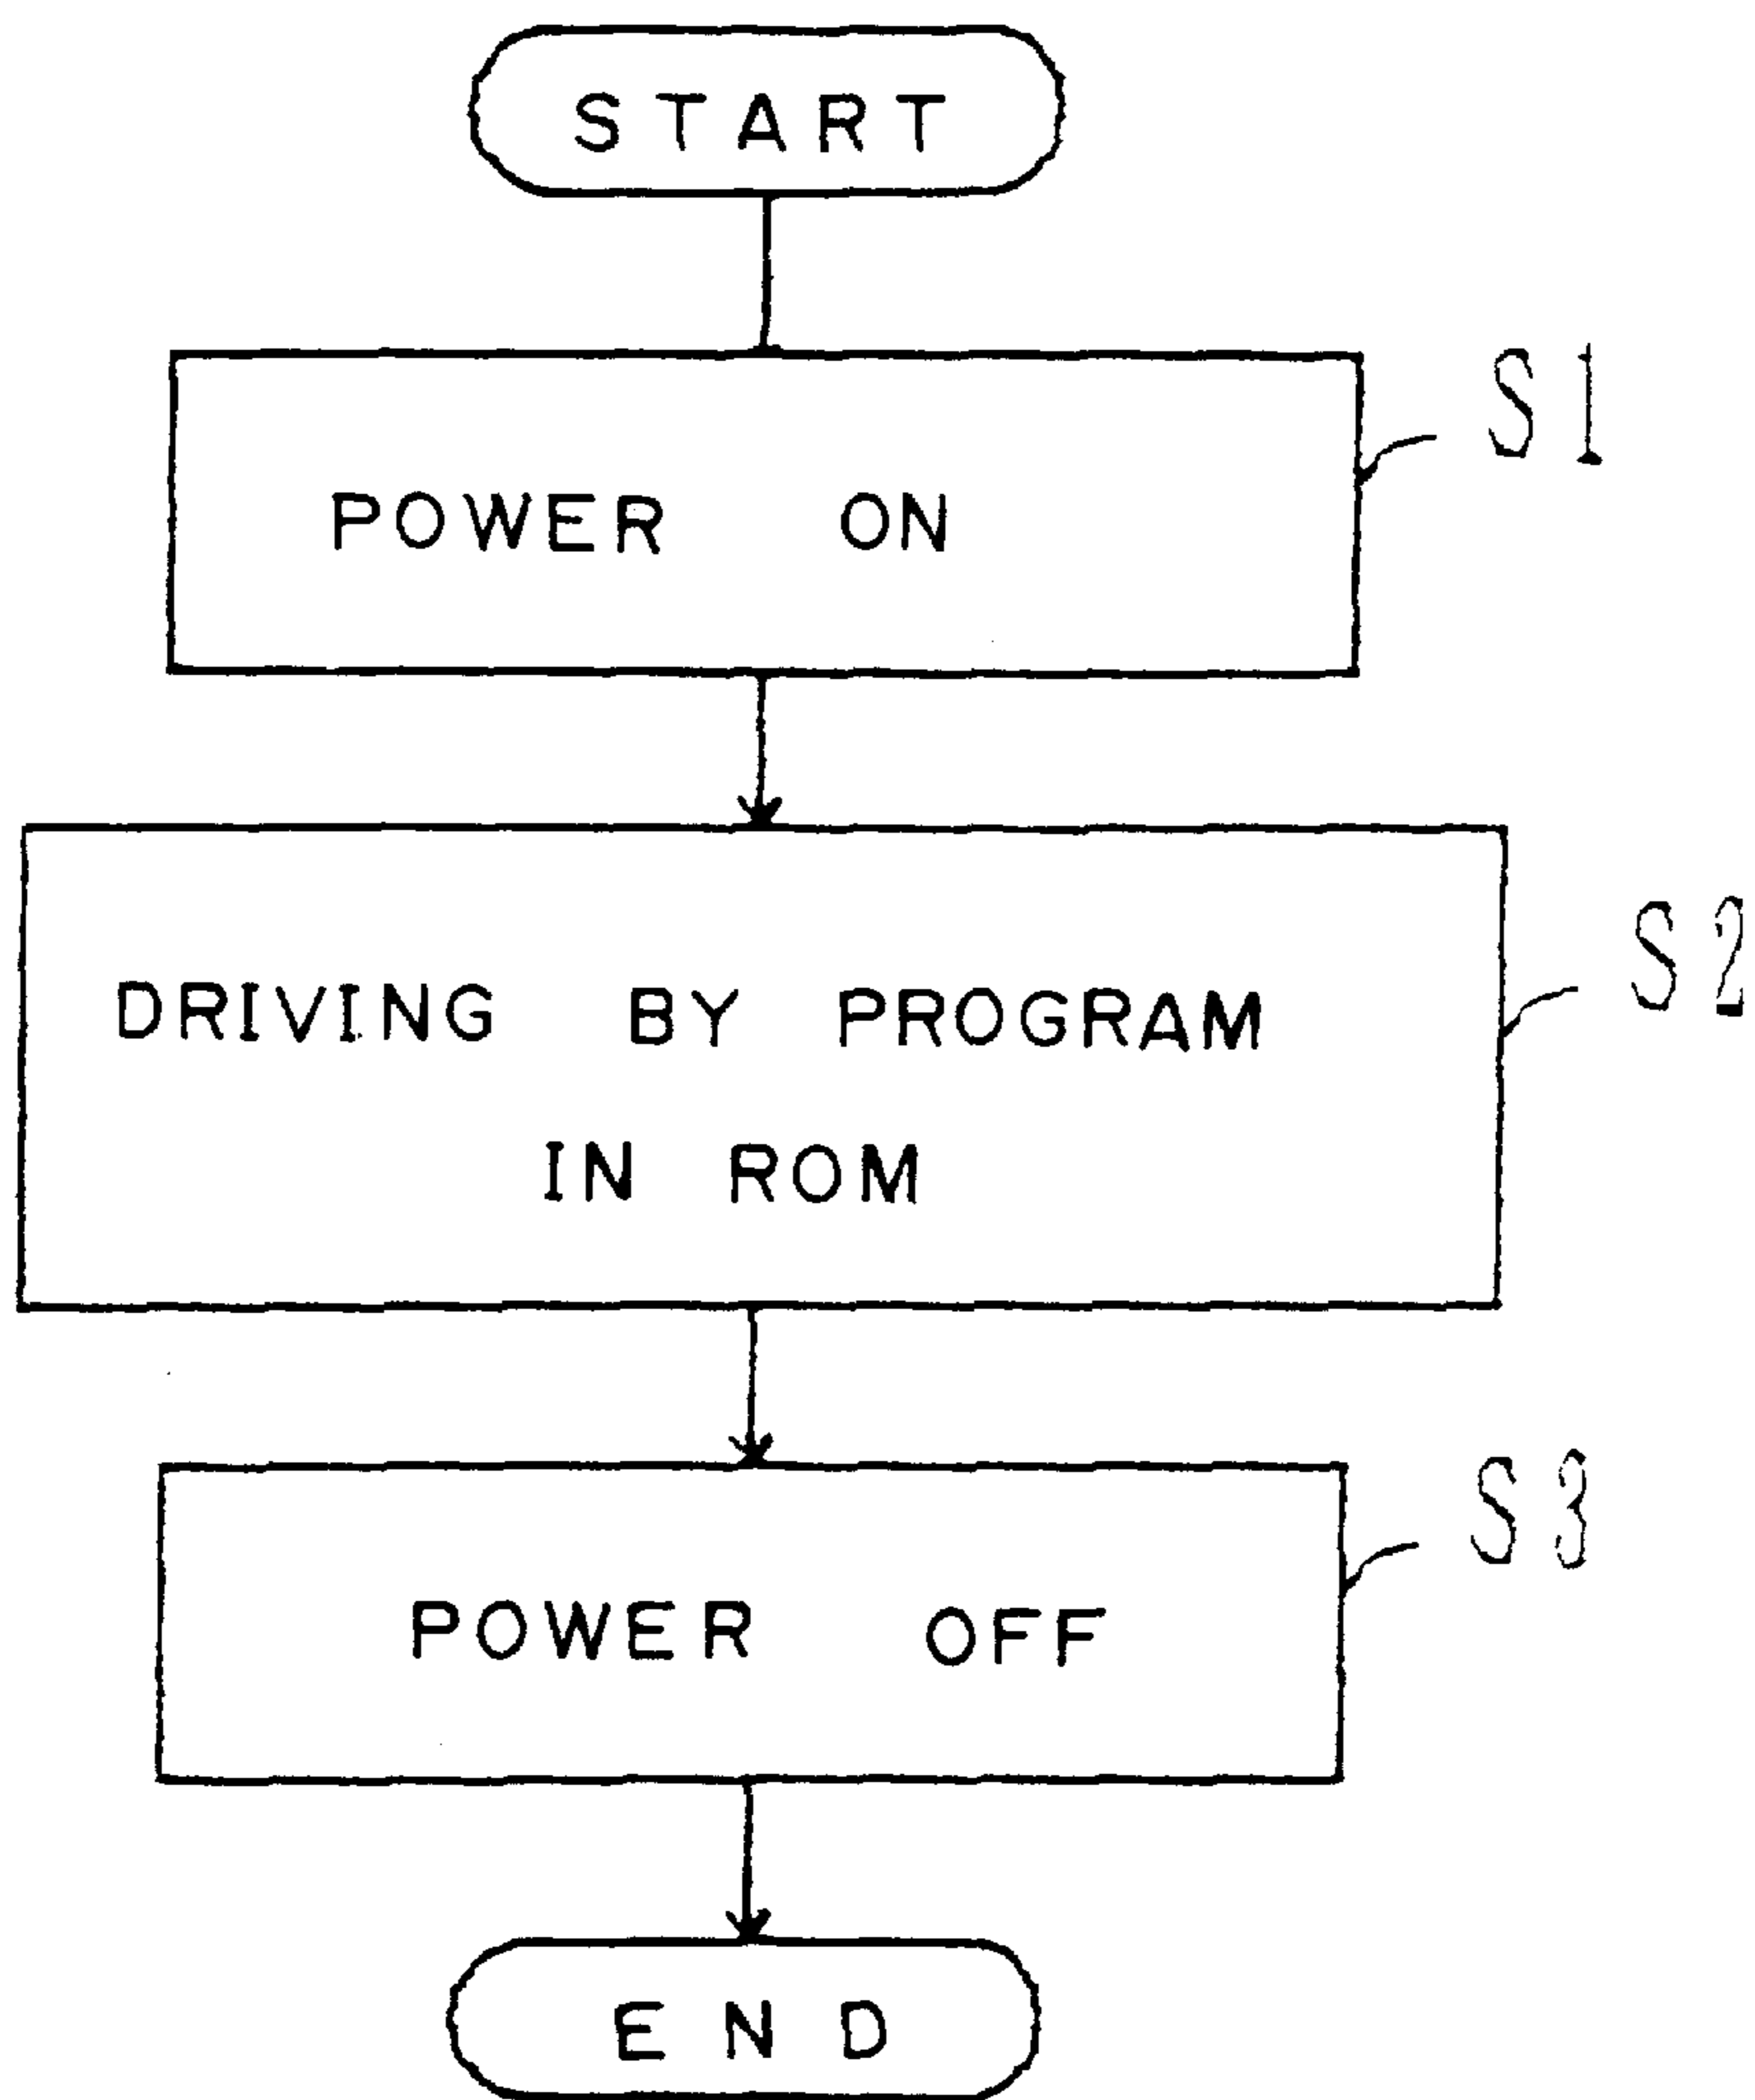 START
S1
POWER ON
S2
DRIVING BY PROGRAM
IN ROM
S3
POWER OFF
END